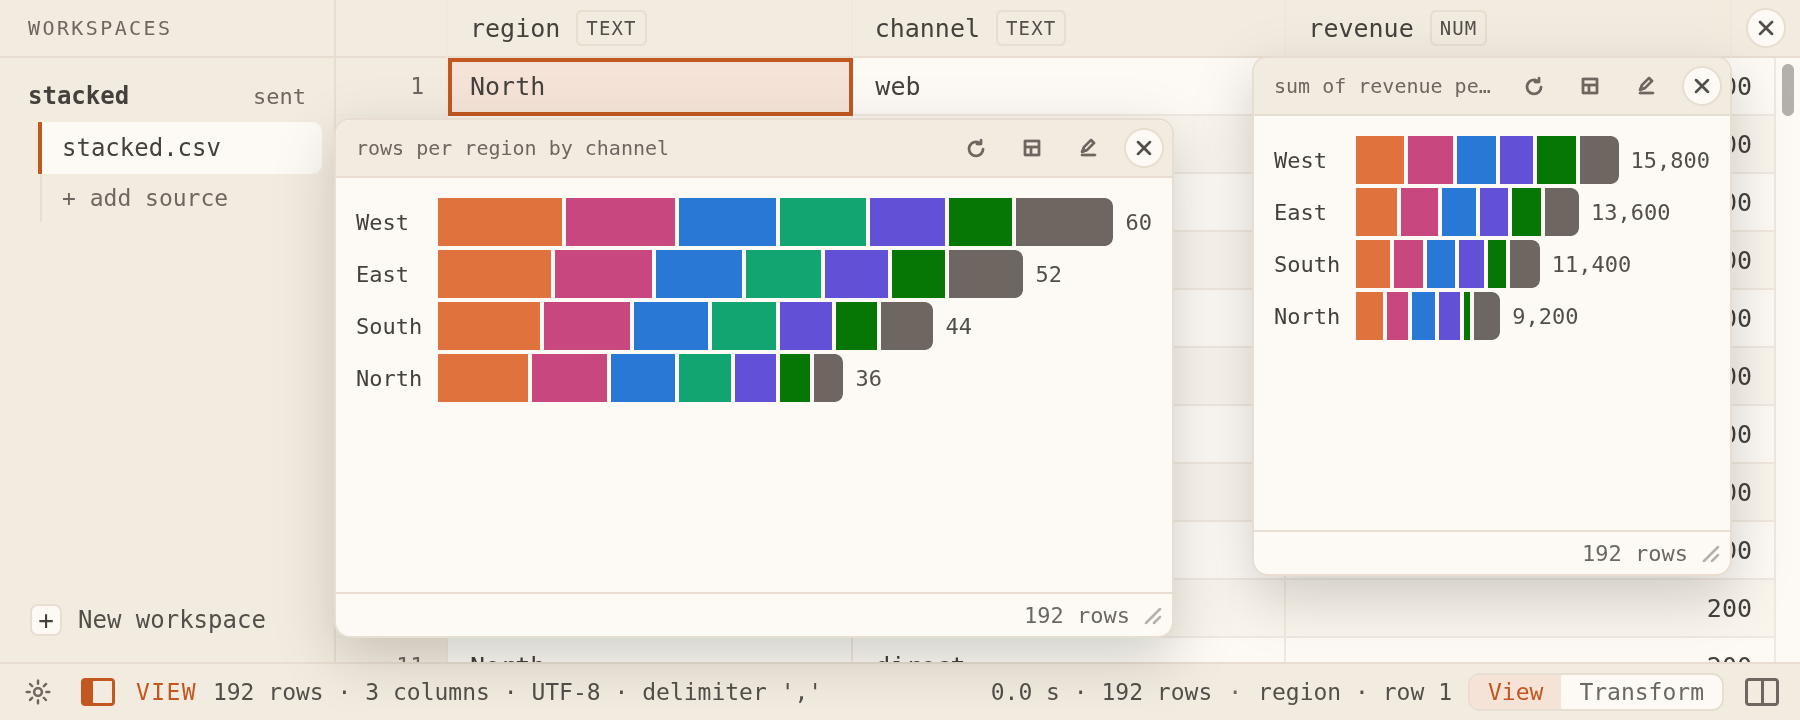 WORKSPACES
region TEXT channel TEXT revenue NUM
stacked sent
stacked.csv
+ add source
+ New workspace
1 North web
rows per region by channel
West 60
East 52
South 44
North 36
192 rows
sum of revenue pe…
West 15,800
East 13,600
South 11,400
North 9,200
192 rows
200
VIEW 192 rows · 3 columns · UTF-8 · delimiter ',' 0.0 s · 192 rows · region · row 1 View Transform